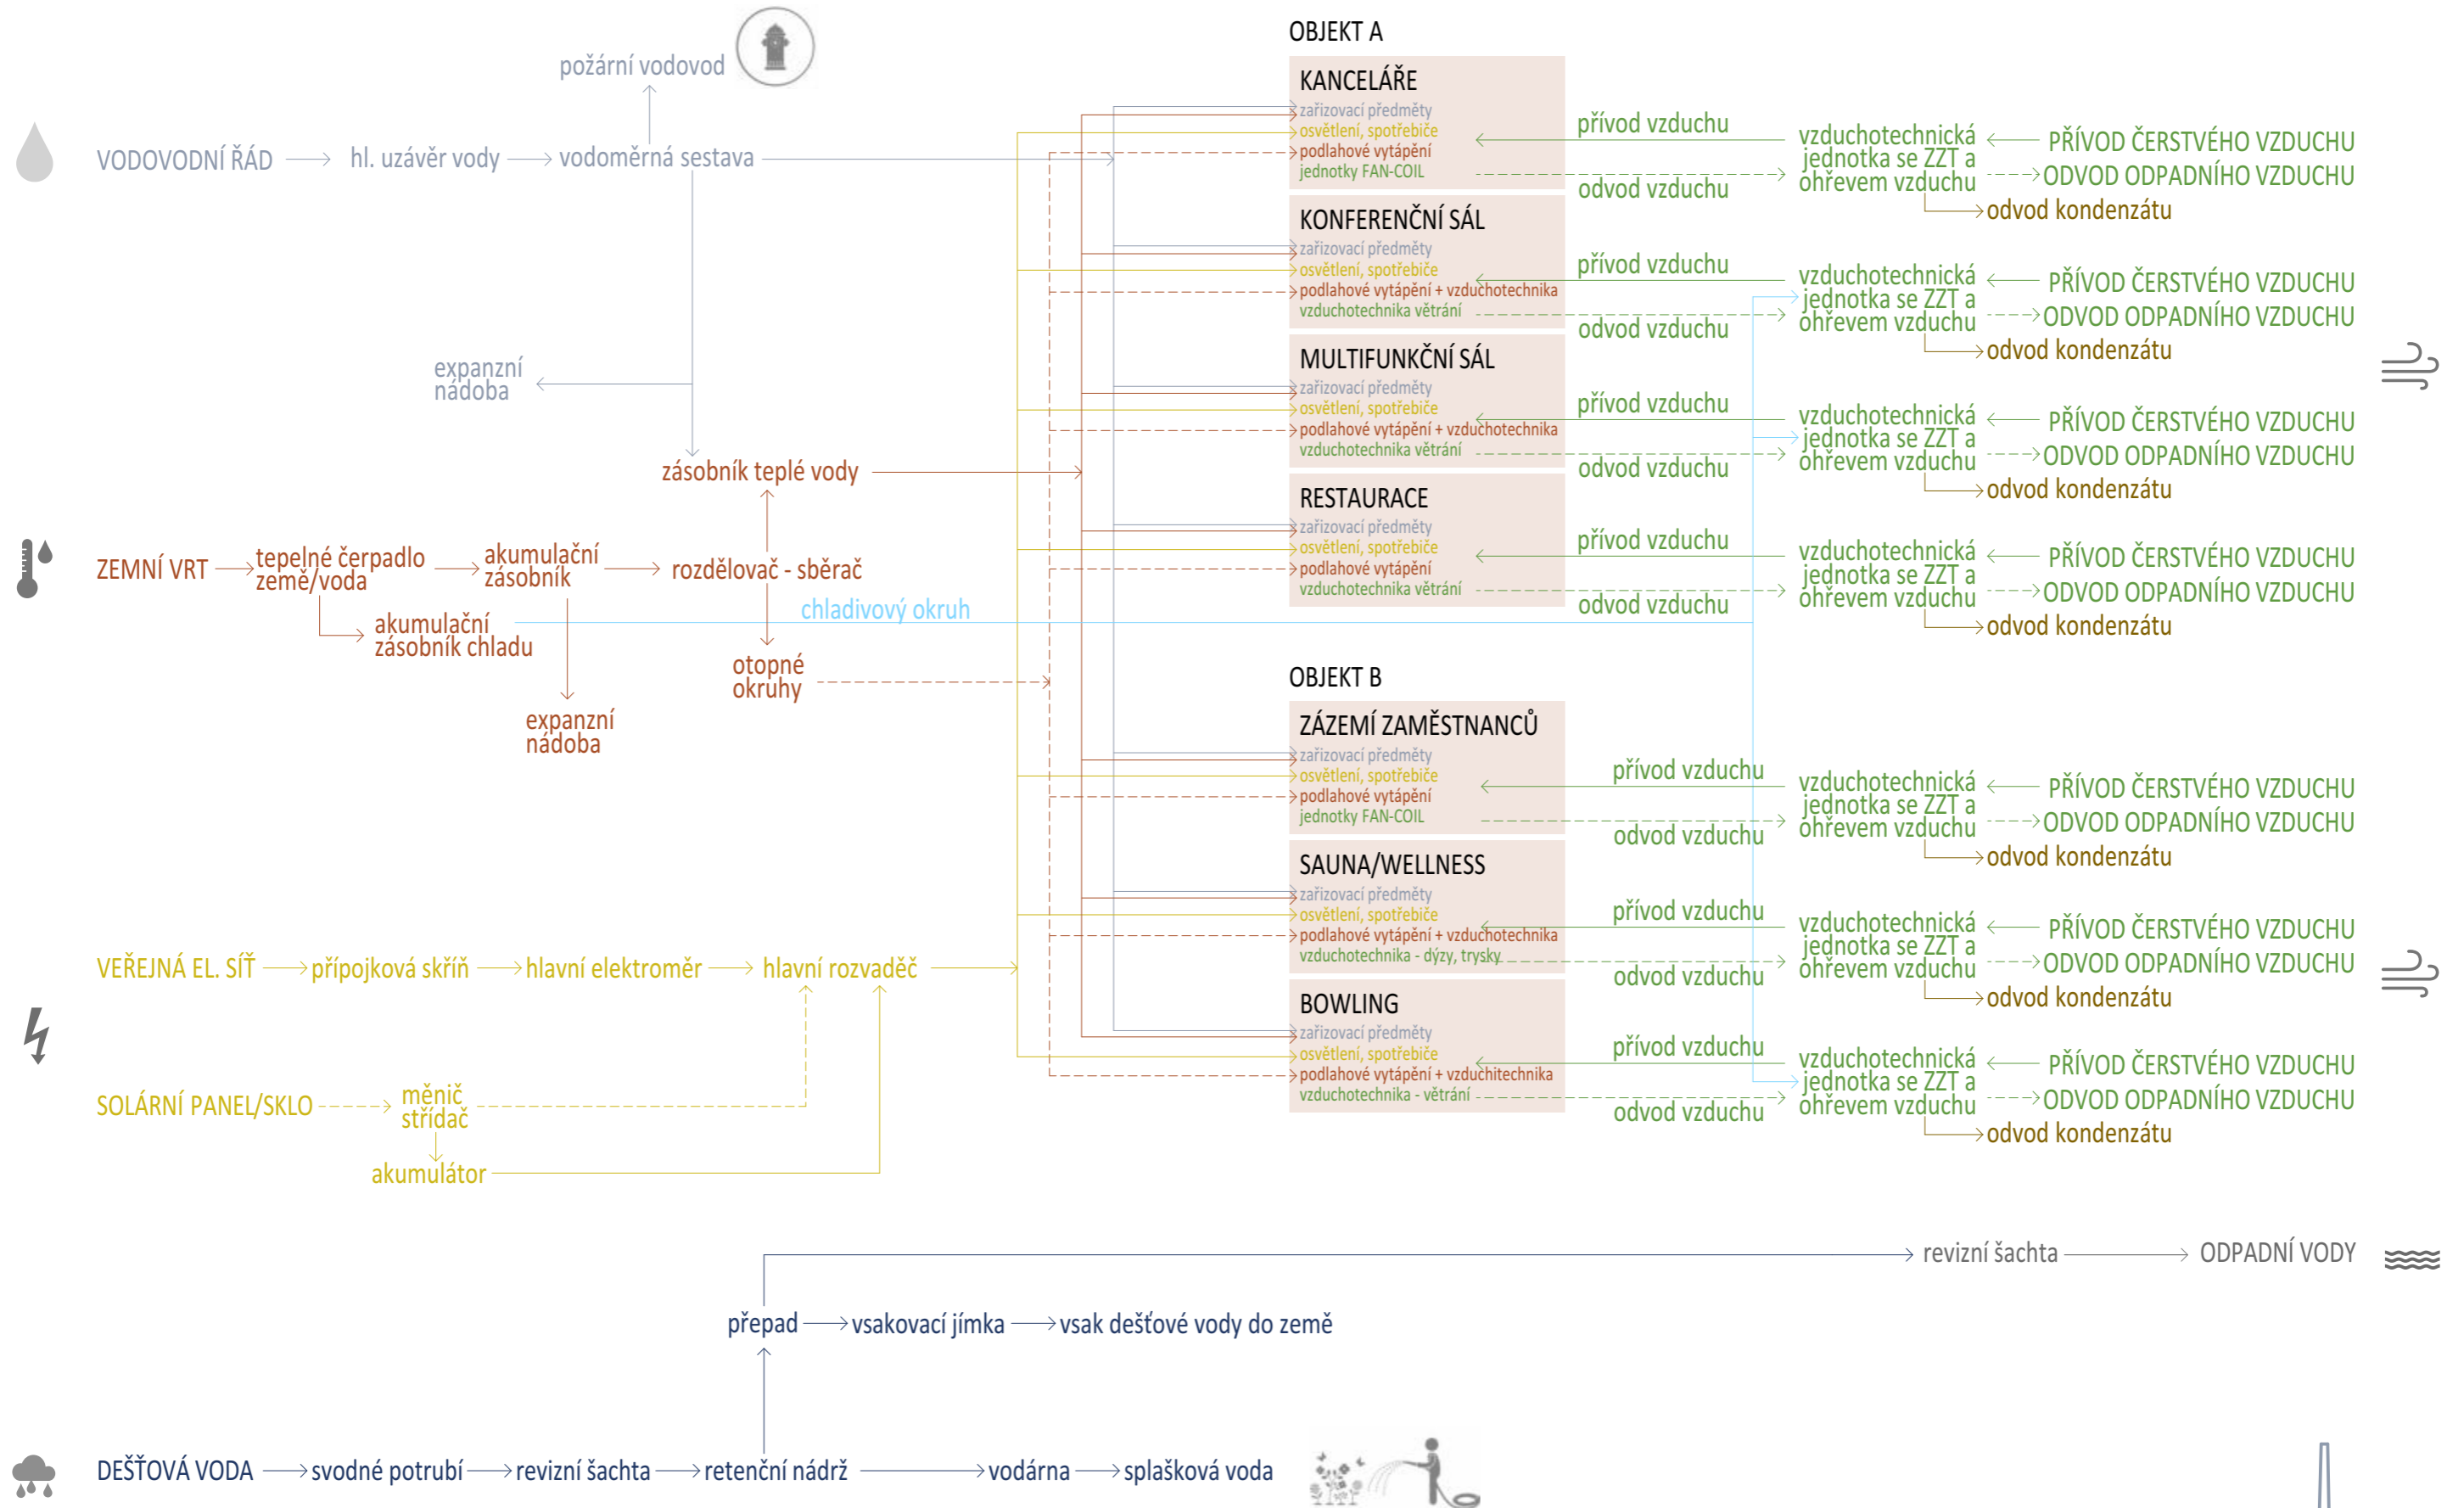 požární vodovod
VODOVODNÍ ŘÁD
hl. uzávěr vody
vodoměrná sestava
expanzní
nádoba
zásobník teplé vody
ZEMNÍ VRT
tepelné čerpadlo
země/voda
akumulační
zásobník
rozdělovač - sběrač
akumulační
zásobník chladu
chladivový okruh
otopné
okruhy
expanzní
nádoba
VEŘEJNÁ EL. SÍŤ
přípojková skříň
hlavní elektroměr
hlavní rozvaděč
SOLÁRNÍ PANEL/SKLO
měnič
střídač
akumulátor
OBJEKT A
KANCELÁŘE
zařizovací předměty
osvětlení, spotřebiče
podlahové vytápění
jednotky FAN-COIL
přívod vzduchu
odvod vzduchu
vzduchotechnická
jednotka se ZZT a
ohřevem vzduchu
PŘÍVOD ČERSTVÉHO VZDUCHU
ODVOD ODPADNÍHO VZDUCHU
odvod kondenzátu
KONFERENČNÍ SÁL
zařizovací předměty
osvětlení, spotřebiče
podlahové vytápění + vzduchotechnika
vzduchotechnika větrání
přívod vzduchu
odvod vzduchu
vzduchotechnická
jednotka se ZZT a
ohřevem vzduchu
PŘÍVOD ČERSTVÉHO VZDUCHU
ODVOD ODPADNÍHO VZDUCHU
odvod kondenzátu
MULTIFUNKČNÍ SÁL
zařizovací předměty
osvětlení, spotřebiče
podlahové vytápění + vzduchotechnika
vzduchotechnika větrání
přívod vzduchu
odvod vzduchu
vzduchotechnická
jednotka se ZZT a
ohřevem vzduchu
PŘÍVOD ČERSTVÉHO VZDUCHU
ODVOD ODPADNÍHO VZDUCHU
odvod kondenzátu
RESTAURACE
zařizovací předměty
osvětlení, spotřebiče
podlahové vytápění
vzduchotechnika větrání
přívod vzduchu
odvod vzduchu
vzduchotechnická
jednotka se ZZT a
ohřevem vzduchu
PŘÍVOD ČERSTVÉHO VZDUCHU
ODVOD ODPADNÍHO VZDUCHU
odvod kondenzátu
OBJEKT B
ZÁZEMÍ ZAMĚSTNANCŮ
zařizovací předměty
osvětlení, spotřebiče
podlahové vytápění
jednotky FAN-COIL
přívod vzduchu
odvod vzduchu
vzduchotechnická
jednotka se ZZT a
ohřevem vzduchu
PŘÍVOD ČERSTVÉHO VZDUCHU
ODVOD ODPADNÍHO VZDUCHU
odvod kondenzátu
SAUNA/WELLNESS
zařizovací předměty
osvětlení, spotřebiče
podlahové vytápění + vzduchotechnika
vzduchotechnika - dýzy, trysky
přívod vzduchu
odvod vzduchu
vzduchotechnická
jednotka se ZZT a
ohřevem vzduchu
PŘÍVOD ČERSTVÉHO VZDUCHU
ODVOD ODPADNÍHO VZDUCHU
odvod kondenzátu
BOWLING
zařizovací předměty
osvětlení, spotřebiče
podlahové vytápění + vzduchitechnika
vzduchotechnika - větrání
přívod vzduchu
odvod vzduchu
vzduchotechnická
jednotka se ZZT a
ohřevem vzduchu
PŘÍVOD ČERSTVÉHO VZDUCHU
ODVOD ODPADNÍHO VZDUCHU
odvod kondenzátu
revizní šachta
ODPADNÍ VODY
přepad
vsakovací jímka
vsak dešťové vody do země
DEŠŤOVÁ VODA
svodné potrubí
revizní šachta
retenční nádrž
vodárna
splašková voda